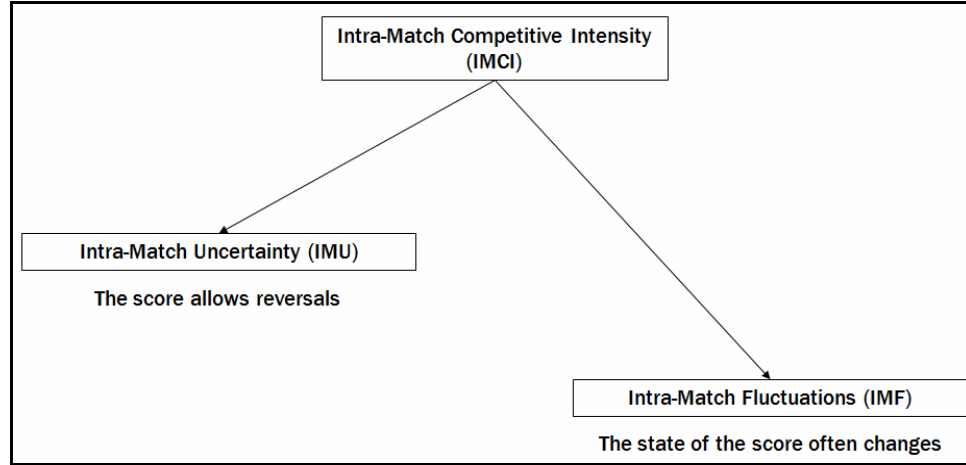 Intra-Match Competitive Intensity
(IMCI)
Intra-Match Uncertainty (IMU)
The score allows reversals
Intra-Match Fluctuations (IMF)
The state of the score often changes